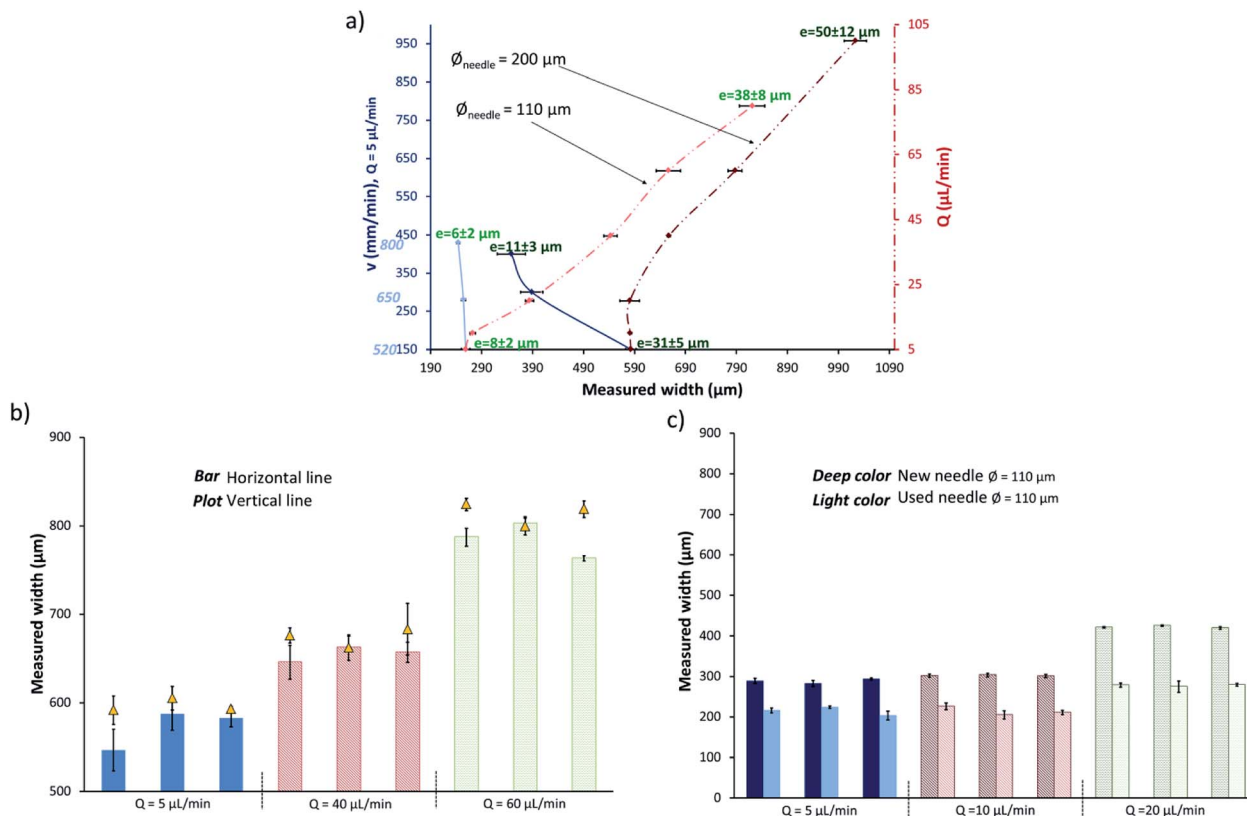 a)
e=50±12 µm
Ø needle = 200 µm
e=38±8 µm
Ø needle = 110 µm
v (mm/min), Q = 5 µL/min
950
850
750
650
550
450
350
250
150
800
650
520
e=6±2 µm
e=11±3 µm
e=8±2 µm
e=31±5 µm
105
85
65
45
25
5
Q (µL/min)
190 290 390 490 590 690 790 890 990 1090
Measured width (µm)
b)
Measured width (µm)
900
800
700
600
500
Bar Horizontal line
Plot Vertical line
Q = 5 µL/min Q = 40 µL/min Q = 60 µL/min
c)
Measured width (µm)
900
800
700
600
500
400
300
200
100
0
Deep color New needle Ø = 110 µm
Light color Used needle Ø = 110 µm
Q = 5 µL/min Q =10 µL/min Q =20 µL/min